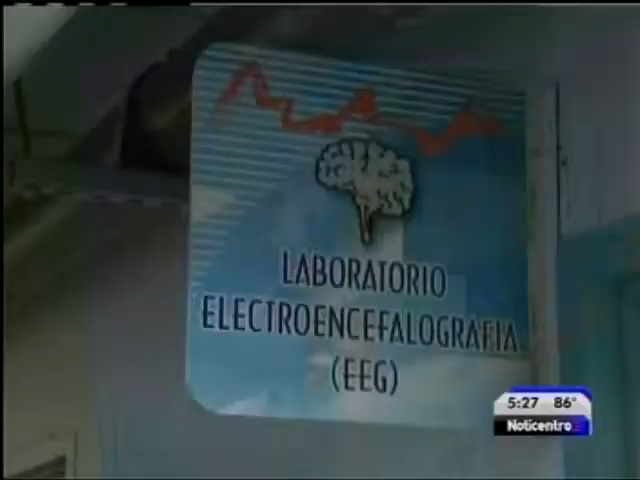 LABORATORIO
ELECTROENCEFALOGRAFIA
(EEG)
5:27 86°
Noticentro